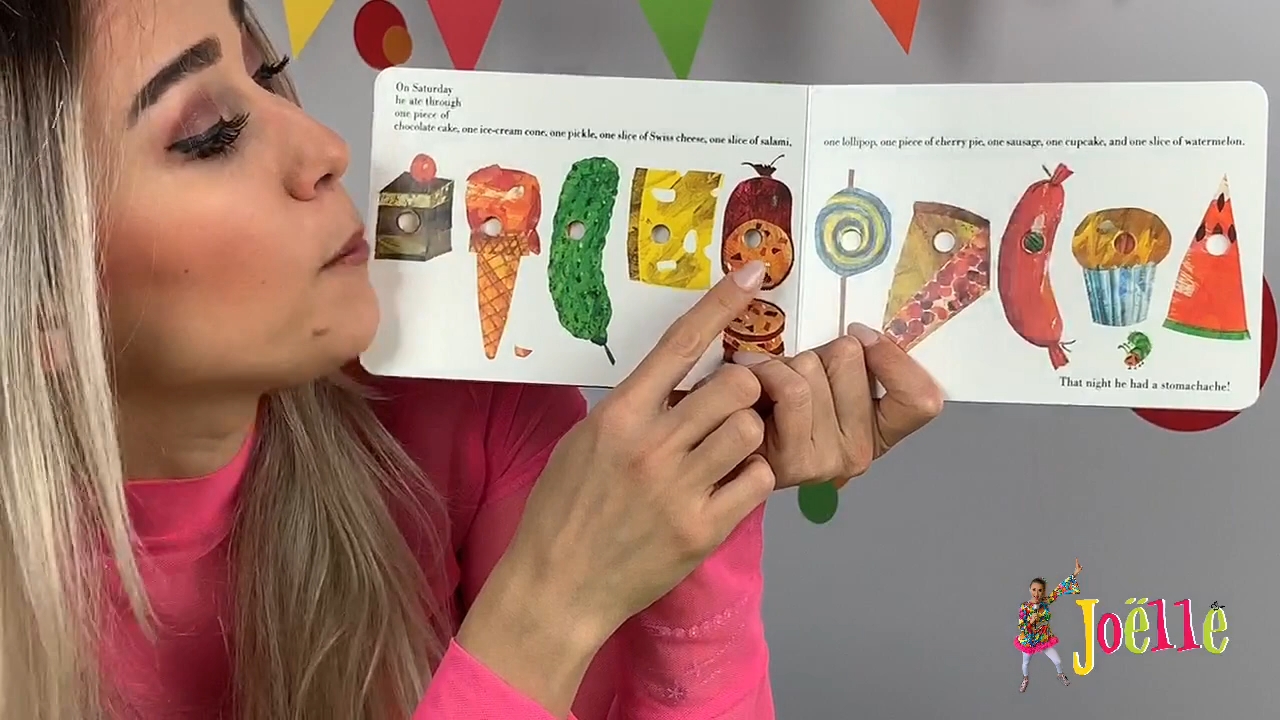 On Saturday
he ate through
one piece of
chocolate cake, one ice-cream cone, one pickle, one slice of Swiss cheese, one slice of salami,
one lollipop, one piece of cherry pie, one sausage, one cupcake, and one slice of watermelon.
That night he had a stomachache!
Joëlle